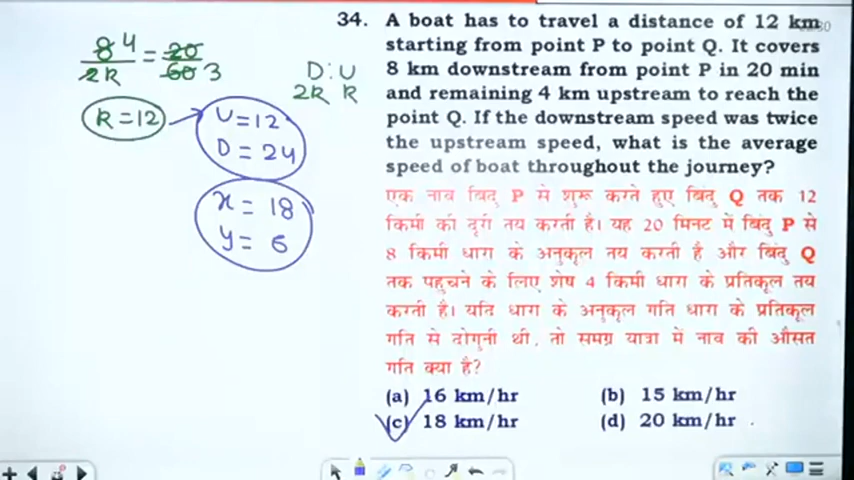 34. A boat has to travel a distance of 12 km
starting from point P to point Q. It covers
8 km downstream from point P in 20 min
and remaining 4 km upstream to reach the
point Q. If the downstream speed was twice
the upstream speed, what is the average
speed of boat throughout the journey?
एक नाव बिंदु P से शुरू करते हुए बिंदु Q तक 12
किमी की दूरी तय करती है। यह 20 मिनट में बिंदु P से
8 किमी धारा के अनुकूल तय करती है और बिंदु Q
तक पहुचने के लिए शेष 4 किमी धारा के प्रतिकूल तय
करती है। यदि धारा के अनुकूल गति धारा के प्रतिकूल
गति से दोगुनी थी, तो समग्र यात्रा में नाव की औसत
गति क्या है?
(a) 16 km/hr (b) 15 km/hr
(c) 18 km/hr (d) 20 km/hr
8 4 = 20
2k 60 3
D : U
2k k
k = 12
U = 12
D = 24
x = 18
y = 6